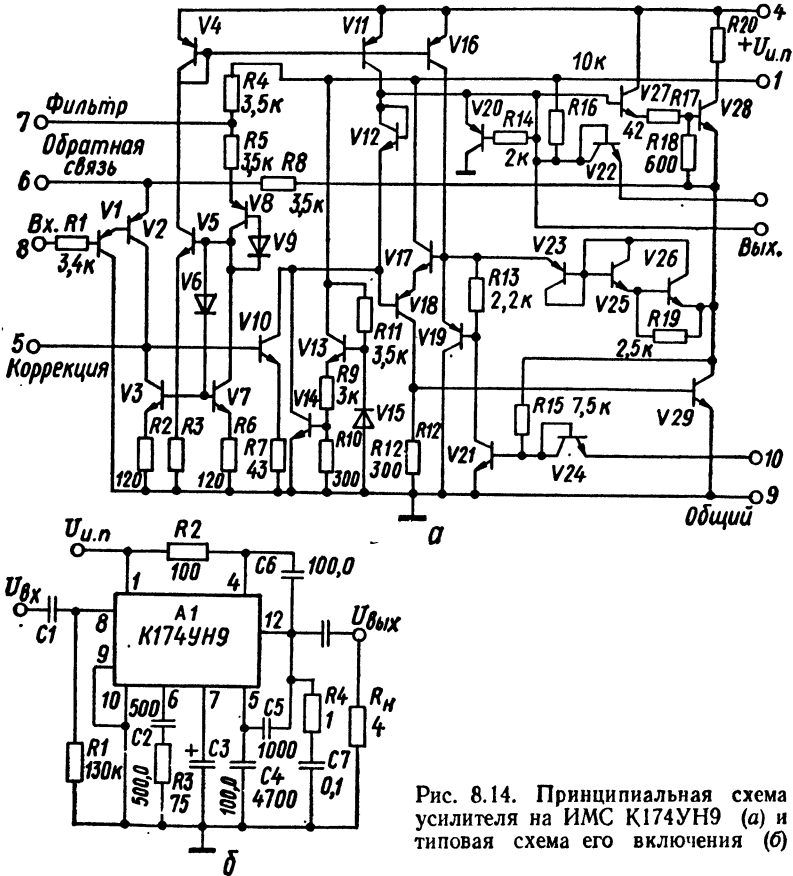 V4
V11
V16
R20
4
+Uи.п
10к
1
7
Фильтр
R4
3,5к
V12
V20
R14
2к
R16
V27
R17
42
V28
R18
600
V22
Обратная
связь
6
R5
3,5к
R8
3,5к
Вх.
R1
8
3,4к
V1
V2
V5
V8
V9
Вых.
V6
V17
V18
R13
2,2к
V23
V25
V26
R19
2,5к
V10
V13
R11
3,5к
V19
5
Коррекция
V3
V7
R9
3к
V14
V15
R15
7,5к
V29
R2
120
R3
R6
120
R7
43
R10
300
R12
R12
300
V21
V24
10
9
Общий
а
Uи.п
R2
100
C6
100,0
Uвх
C1
1
4
8
А1
К174УН9
12
Uвых
9
10
6
7
5
500
C2
500,0
R3
75
+
C3
100,0
C5
1000
C4
4700
R4
1
C7
0,1
Rн
4
R1
130к
б
Рис. 8.14. Принципиальная схема
усилителя на ИМС К174УН9 (а) и
типовая схема его включения (б)